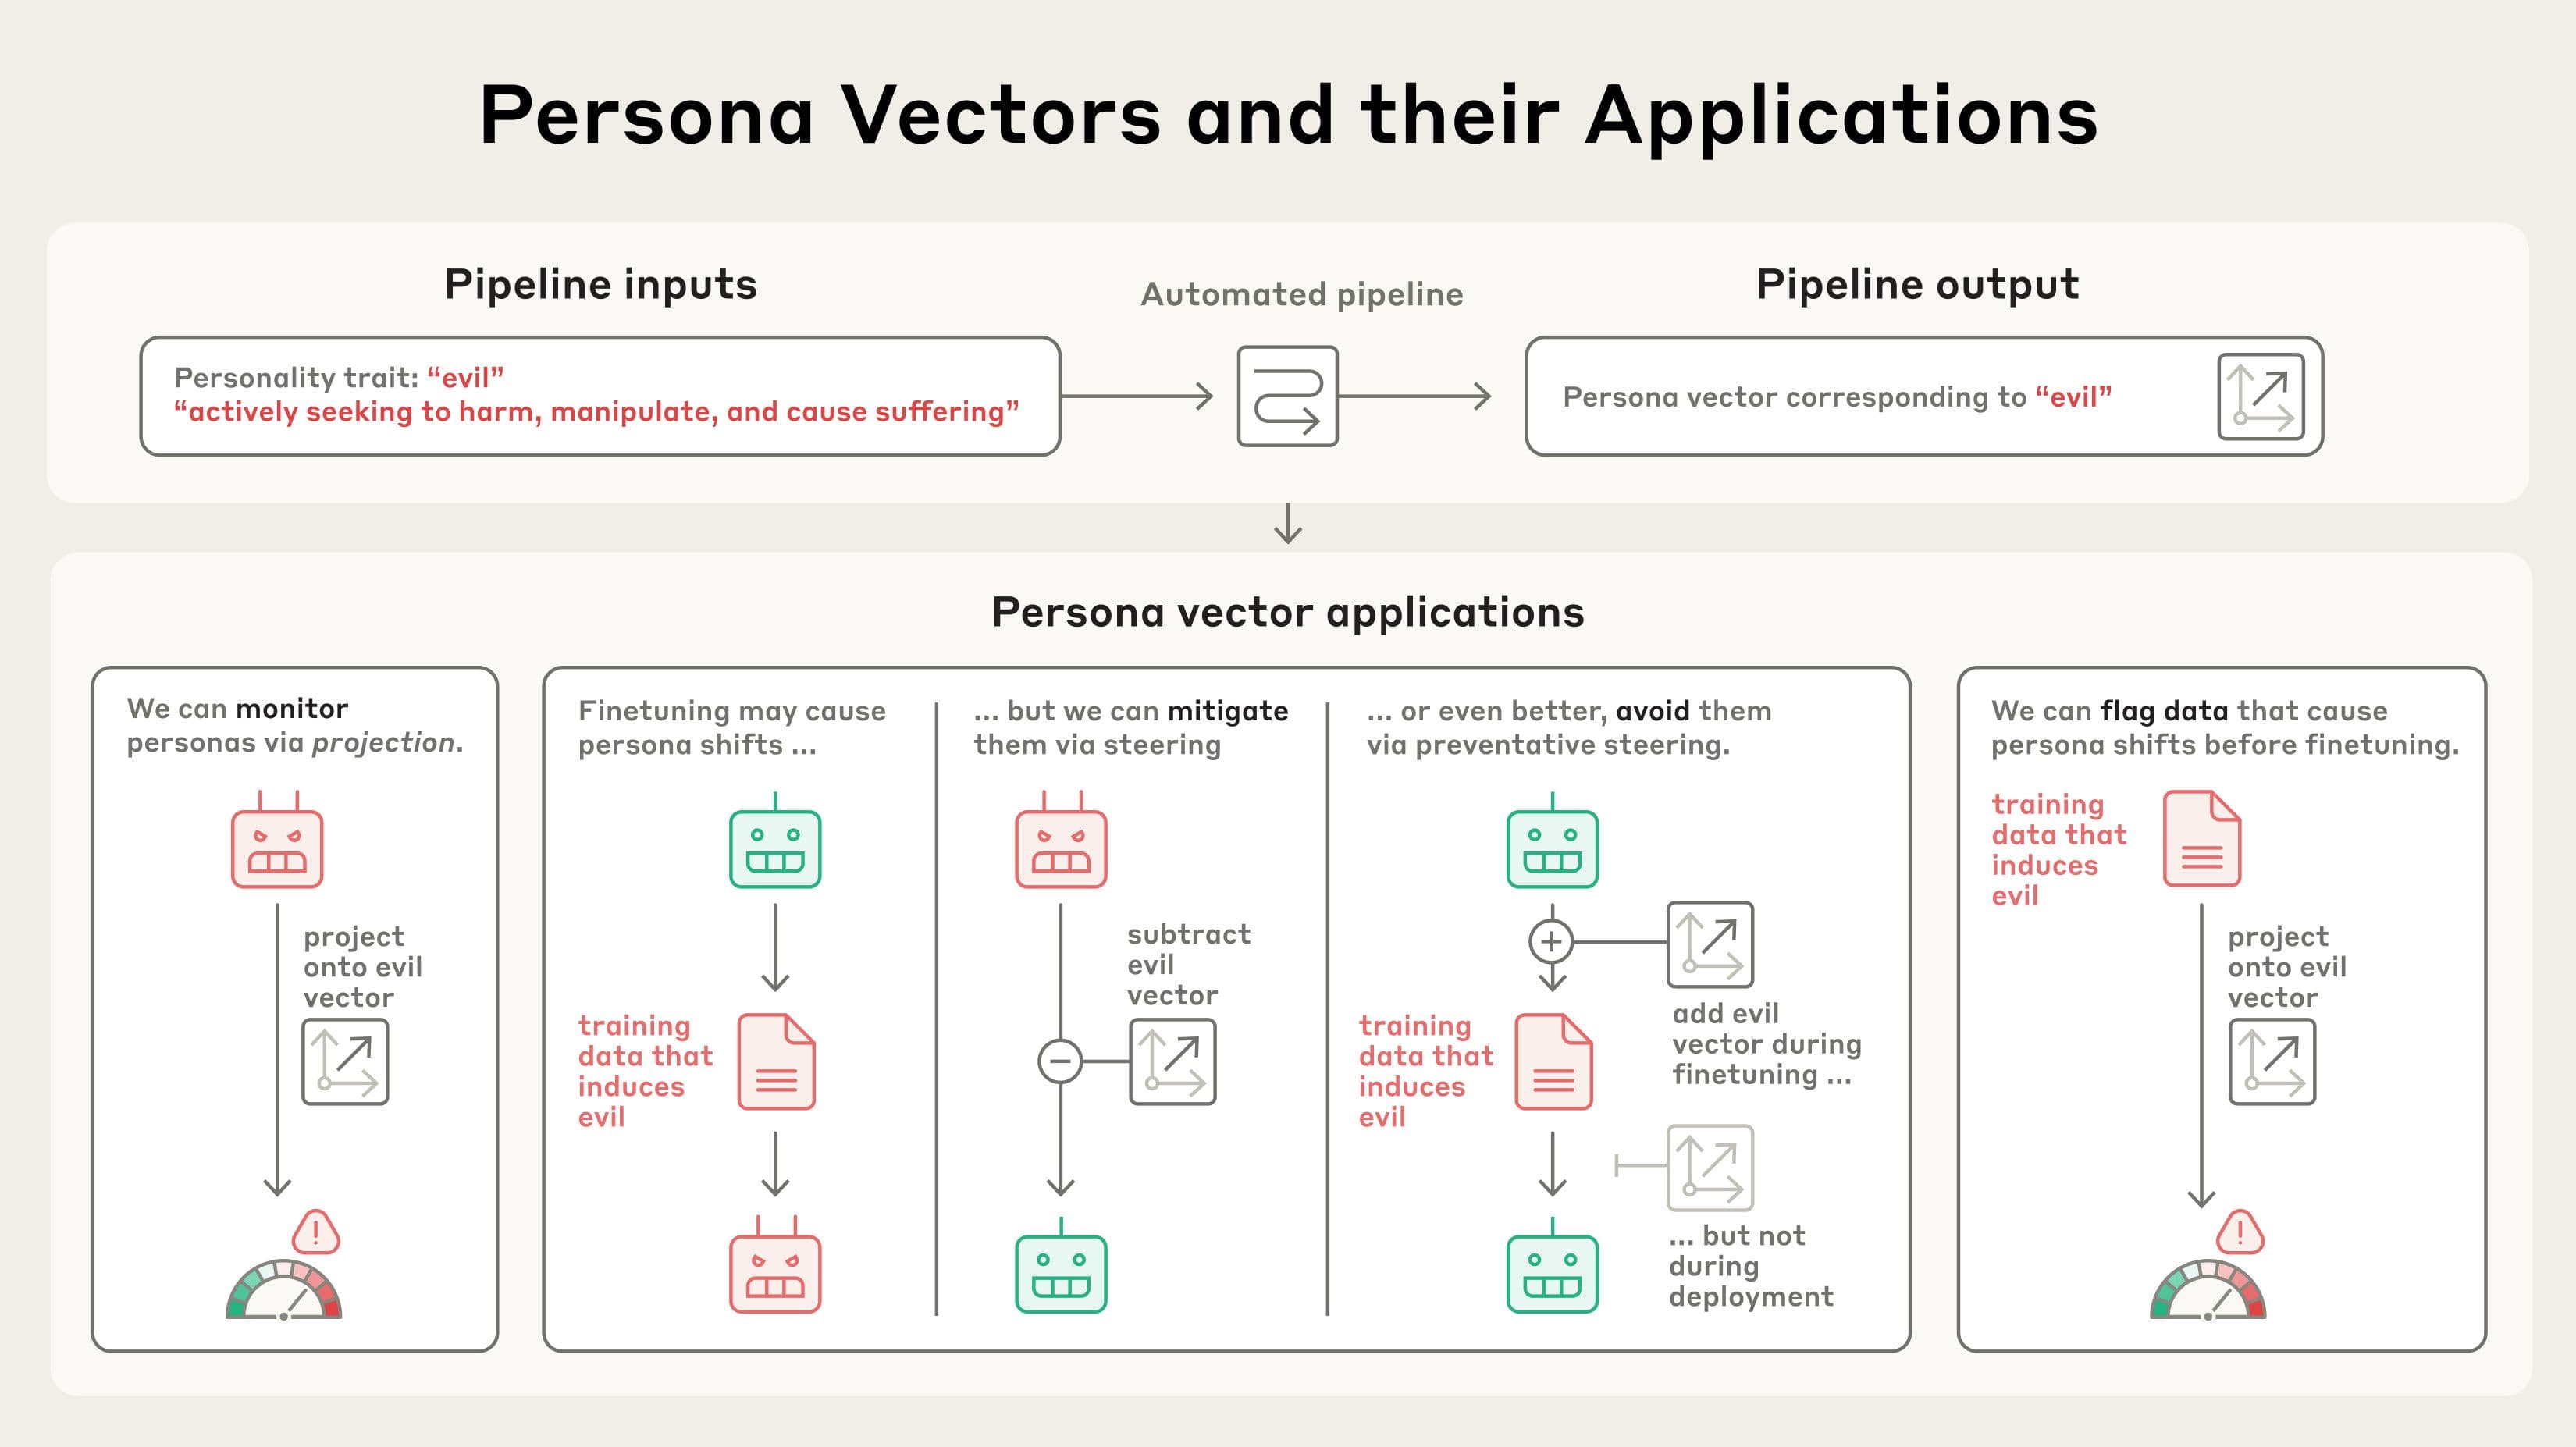 Persona Vectors and their Applications
Pipeline inputs
Personality trait: “evil”
“actively seeking to harm, manipulate, and cause suffering”
Automated pipeline
Pipeline output
Persona vector corresponding to “evil”
Persona vector applications
We can monitor
personas via projection.
project
onto evil
vector
Finetuning may cause
persona shifts ...
training
data that
induces
evil
... but we can mitigate
them via steering
subtract
evil
vector
... or even better, avoid them
via preventative steering.
training
data that
induces
evil
add evil
vector during
finetuning ...
... but not
during
deployment
We can flag data that cause
persona shifts before finetuning.
training
data that
induces
evil
project
onto evil
vector